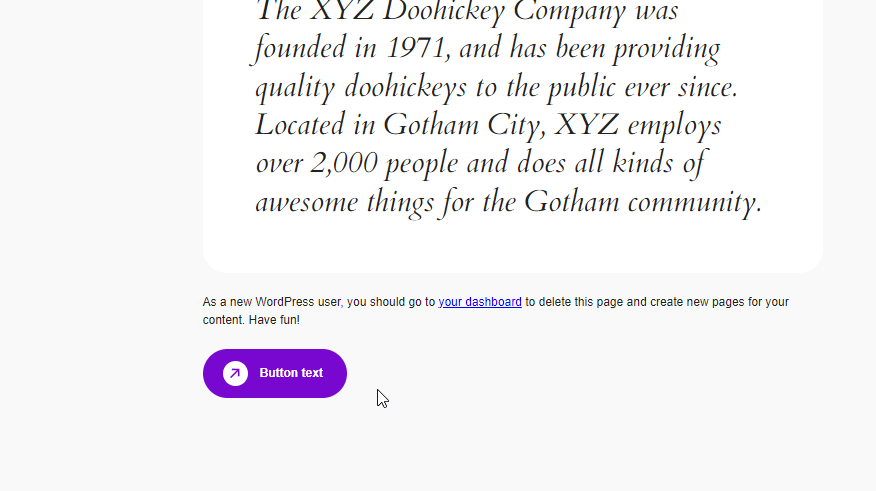 The XYZ Doohickey Company was
founded in 1971, and has been providing
quality doohickeys to the public ever since.
Located in Gotham City, XYZ employs
over 2,000 people and does all kinds of
awesome things for the Gotham community.
As a new WordPress user, you should go to your dashboard to delete this page and create new pages for your
content. Have fun!
Button text